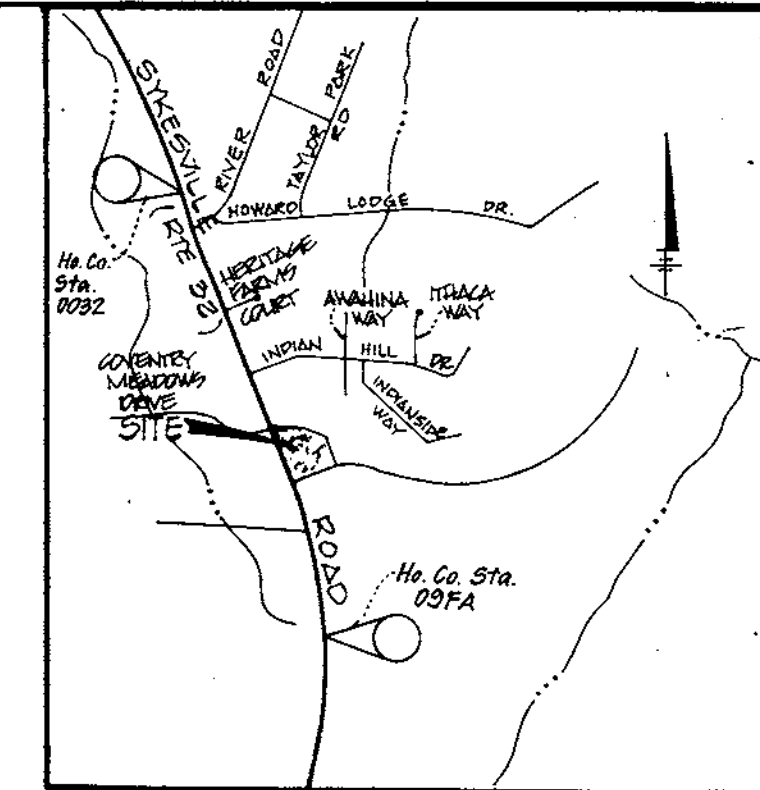 SYKESVILLE
(RTE 32)
ROAD
RIVER ROAD
TAYLOR PARK
RD
HOWARD LODGE DR.
Ho. Co.
Sta.
0032
HERITAGE
FARMS
COURT
AWAHINA
WAY
ITHACA
WAY
INDIAN HILL DR
INDIANSIDE
WAY
COVENTRY
MEADOWS
DRIVE
SITE
Ho. Co. Sta.
09FA